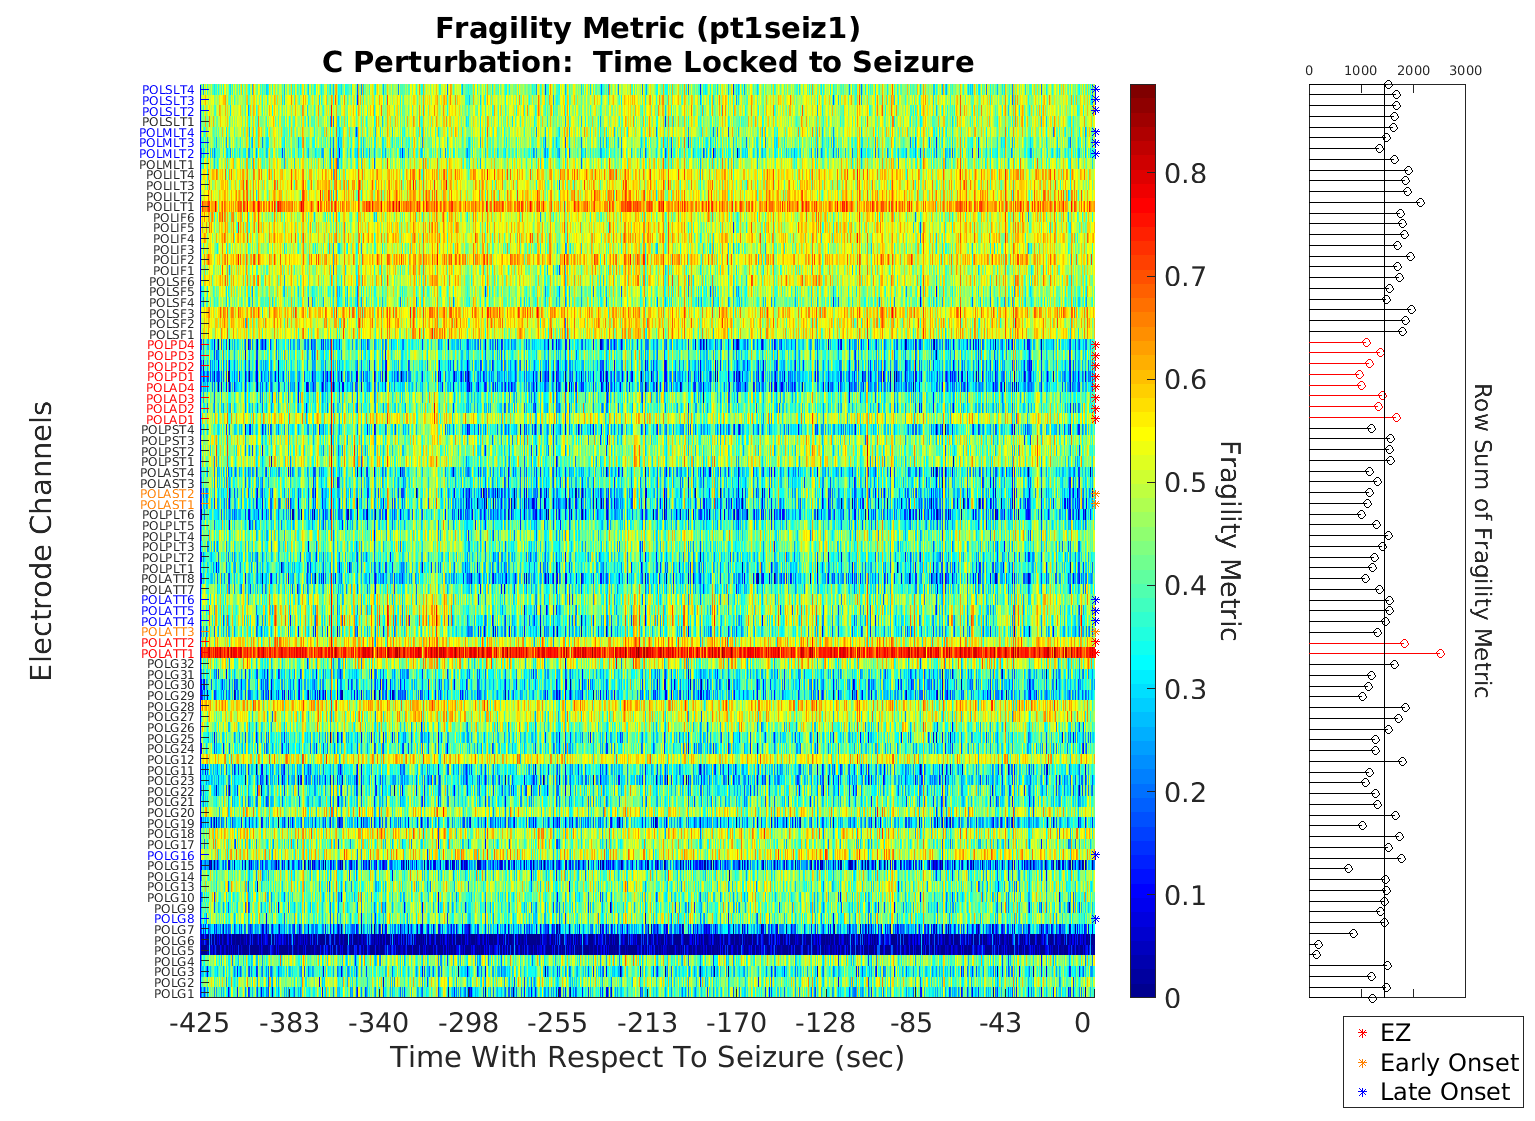 Fragility Metric (pt1seiz1)
C Perturbation:  Time Locked to Seizure
Electrode Channels
POLSLT4
POLSLT3
POLSLT2
POLSLT1
POLMLT4
POLMLT3
POLMLT2
POLMLT1
POLILT4
POLILT3
POLILT2
POLILT1
POLIF6
POLIF5
POLIF4
POLIF3
POLIF2
POLIF1
POLSF6
POLSF5
POLSF4
POLSF3
POLSF2
POLSF1
POLPD4
POLPD3
POLPD2
POLPD1
POLAD4
POLAD3
POLAD2
POLAD1
POLPST4
POLPST3
POLPST2
POLPST1
POLAST4
POLAST3
POLAST2
POLAST1
POLPLT6
POLPLT5
POLPLT4
POLPLT3
POLPLT2
POLPLT1
POLATT8
POLATT7
POLATT6
POLATT5
POLATT4
POLATT3
POLATT2
POLATT1
POLG32
POLG31
POLG30
POLG29
POLG28
POLG27
POLG26
POLG25
POLG24
POLG12
POLG11
POLG23
POLG22
POLG21
POLG20
POLG19
POLG18
POLG17
POLG16
POLG15
POLG14
POLG13
POLG10
POLG9
POLG8
POLG7
POLG6
POLG5
POLG4
POLG3
POLG2
POLG1
-425 -383 -340 -298 -255 -213 -170 -128 -85 -43 0
Time With Respect To Seizure (sec)
0.8
0.7
0.6
0.5
0.4
0.3
0.2
0.1
0
Fragility Metric
0 1000 2000 3000
Row Sum of Fragility Metric
EZ
Early Onset
Late Onset